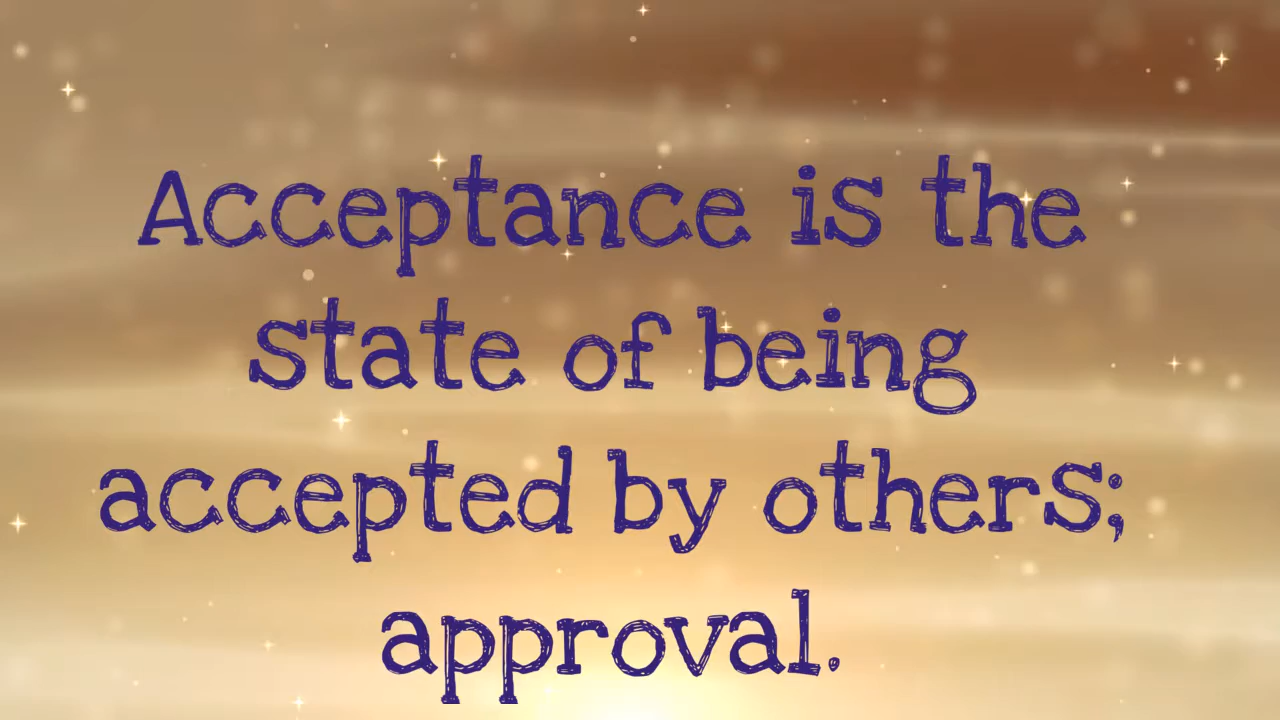 Acceptance is the
state of being
accepted by others;
approval.